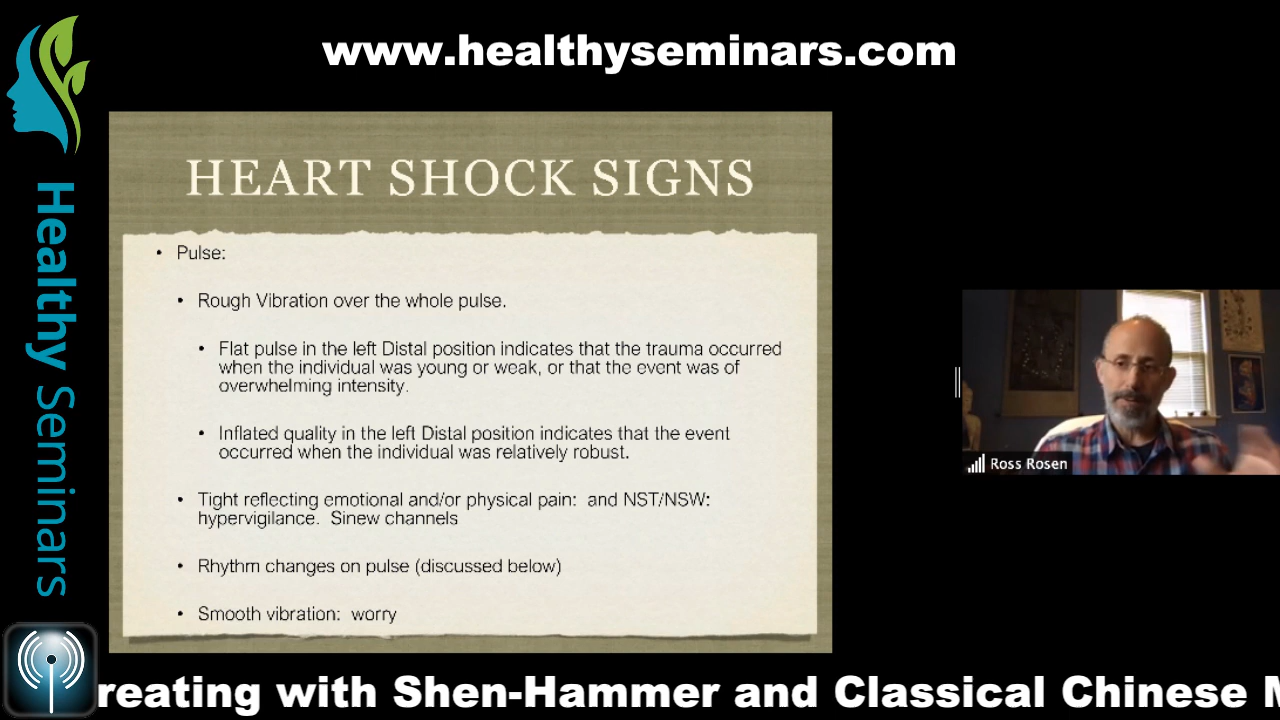 www.healthyseminars.com
Healthy Seminars
HEART SHOCK SIGNS
• Pulse:
• Rough Vibration over the whole pulse.
• Flat pulse in the left Distal position indicates that the trauma occurred
when the individual was young or weak, or that the event was of
overwhelming intensity.
• Inflated quality in the left Distal position indicates that the event
occurred when the individual was relatively robust.
• Tight reflecting emotional and/or physical pain: and NST/NSW:
hypervigilance. Sinew channels
• Rhythm changes on pulse (discussed below)
• Smooth vibration: worry
Ross Rosen
reating with Shen-Hammer and Classical Chinese M